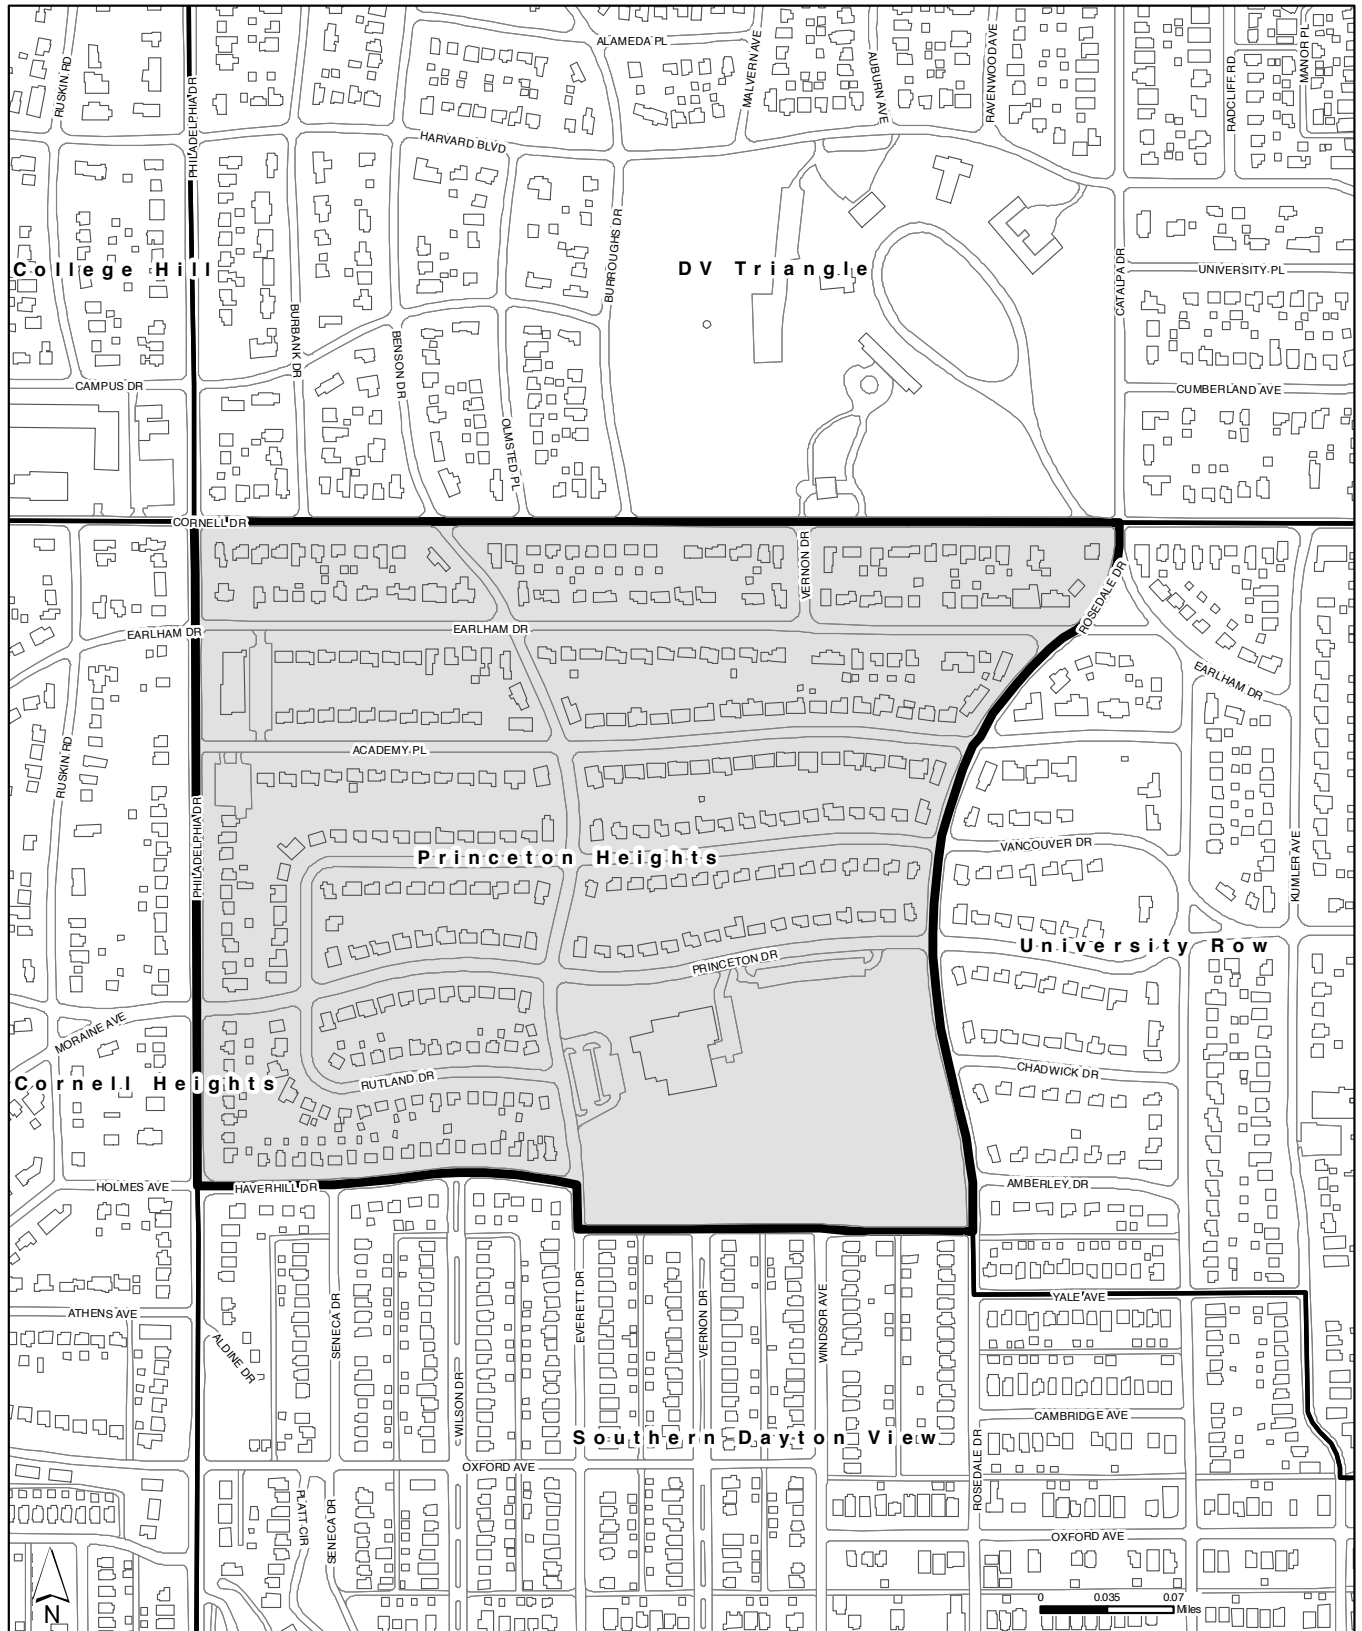 ALAMEDA PL
MALVERN AVE
AUBURN AVE
RAVENWOOD AVE
RADCLIFF RD
MANOR PL
RUSKIN RD
PHILADELPHIA DR
HARVARD BLVD
BURROUGHS DR
College Hill
DV Triangle
CATALPA DR
UNIVERSITY PL
BURBANK DR
BENSON DR
CAMPUS DR
CUMBERLAND AVE
OLMSTED PL
CORNELL DR
VERNON DR
ROSEDALE DR
EARLHAM DR
EARLHAM DR
EARLHAM DR
RUSKIN RD
ACADEMY PL
PHILADELPHIA DR
VANCOUVER DR
KUMLER AVE
Princeton Heights
University Row
PRINCETON DR
MORAINE AVE
Cornell Heights
RUTLAND DR
CHADWICK DR
HOLMES AVE
HAVERHILL DR
AMBERLEY DR
YALE AVE
ATHENS AVE
ALDINE DR
SENECA DR
EVERETT DR
VERNON DR
WINDSOR AVE
WILSON DR
CAMBRIDGE AVE
Southern Dayton View
ROSEDALE DR
OXFORD AVE
PLATT CIR
SENECA DR
OXFORD AVE
N
0 0.035 0.07
Miles